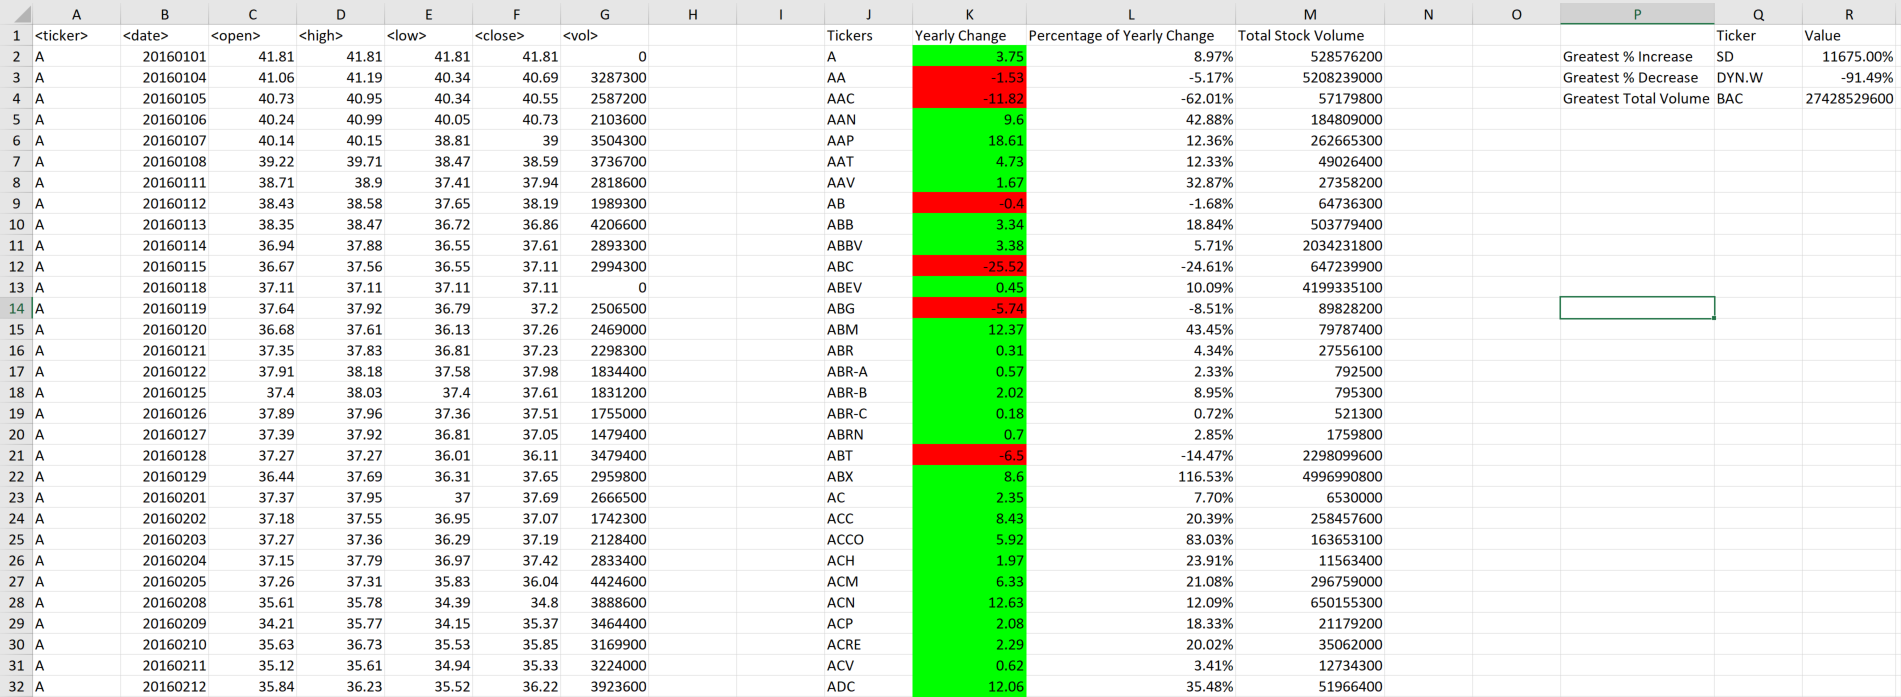 A B C D E F G H I J K L M N O P Q R
1 <ticker> <date> <open> <high> <low> <close> <vol> Tickers Yearly Change Percentage of Yearly Change Total Stock Volume Ticker Value
2 A 20160101 41.81 41.81 41.81 41.81 0 A 3.75 8.97% 528576200 Greatest % Increase SD 11675.00%
3 A 20160104 41.06 41.19 40.34 40.69 3287300 AA -1.53 -5.17% 5208239000 Greatest % Decrease DYN.W -91.49%
4 A 20160105 40.73 40.95 40.34 40.55 2587200 AAC -11.82 -62.01% 57179800 Greatest Total Volume BAC 27428529600
5 A 20160106 40.24 40.99 40.05 40.73 2103600 AAN 9.6 42.88% 184809000
6 A 20160107 40.14 40.15 38.81 39 3504300 AAP 18.61 12.36% 262665300
7 A 20160108 39.22 39.71 38.47 38.59 3736700 AAT 4.73 12.33% 49026400
8 A 20160111 38.71 38.9 37.41 37.94 2818600 AAV 1.67 32.87% 27358200
9 A 20160112 38.43 38.58 37.65 38.19 1989300 AB -0.4 -1.68% 64736300
10 A 20160113 38.35 38.47 36.72 36.86 4206600 ABB 3.34 18.84% 503779400
11 A 20160114 36.94 37.88 36.55 37.61 2893300 ABBV 3.38 5.71% 2034231800
12 A 20160115 36.67 37.56 36.55 37.11 2994300 ABC -25.52 -24.61% 647239900
13 A 20160118 37.11 37.11 37.11 37.11 0 ABEV 0.45 10.09% 4199335100
14 A 20160119 37.64 37.92 36.79 37.2 2506500 ABG -5.74 -8.51% 89828200
15 A 20160120 36.68 37.61 36.13 37.26 2469000 ABM 12.37 43.45% 79787400
16 A 20160121 37.35 37.83 36.81 37.23 2298300 ABR 0.31 4.34% 27556100
17 A 20160122 37.91 38.18 37.58 37.98 1834400 ABR-A 0.57 2.33% 792500
18 A 20160125 37.4 38.03 37.4 37.61 1831200 ABR-B 2.02 8.95% 795300
19 A 20160126 37.89 37.96 37.36 37.51 1755000 ABR-C 0.18 0.72% 521300
20 A 20160127 37.39 37.92 36.81 37.05 1479400 ABRN 0.7 2.85% 1759800
21 A 20160128 37.27 37.27 36.01 36.11 3479400 ABT -6.5 -14.47% 2298099600
22 A 20160129 36.44 37.69 36.31 37.65 2959800 ABX 8.6 116.53% 4996990800
23 A 20160201 37.37 37.95 37 37.69 2666500 AC 2.35 7.70% 6530000
24 A 20160202 37.18 37.55 36.95 37.07 1742300 ACC 8.43 20.39% 258457600
25 A 20160203 37.27 37.36 36.29 37.19 2128400 ACCO 5.92 83.03% 163653100
26 A 20160204 37.15 37.79 36.97 37.42 2833400 ACH 1.97 23.91% 11563400
27 A 20160205 37.26 37.31 35.83 36.04 4424600 ACM 6.33 21.08% 296759000
28 A 20160208 35.61 35.78 34.39 34.8 3888600 ACN 12.63 12.09% 650155300
29 A 20160209 34.21 35.77 34.15 35.37 3464400 ACP 2.08 18.33% 21179200
30 A 20160210 35.63 36.73 35.53 35.85 3169900 ACRE 2.29 20.02% 35062000
31 A 20160211 35.12 35.61 34.94 35.33 3224000 ACV 0.62 3.41% 12734300
32 A 20160212 35.84 36.23 35.52 36.22 3923600 ADC 12.06 35.48% 51966400